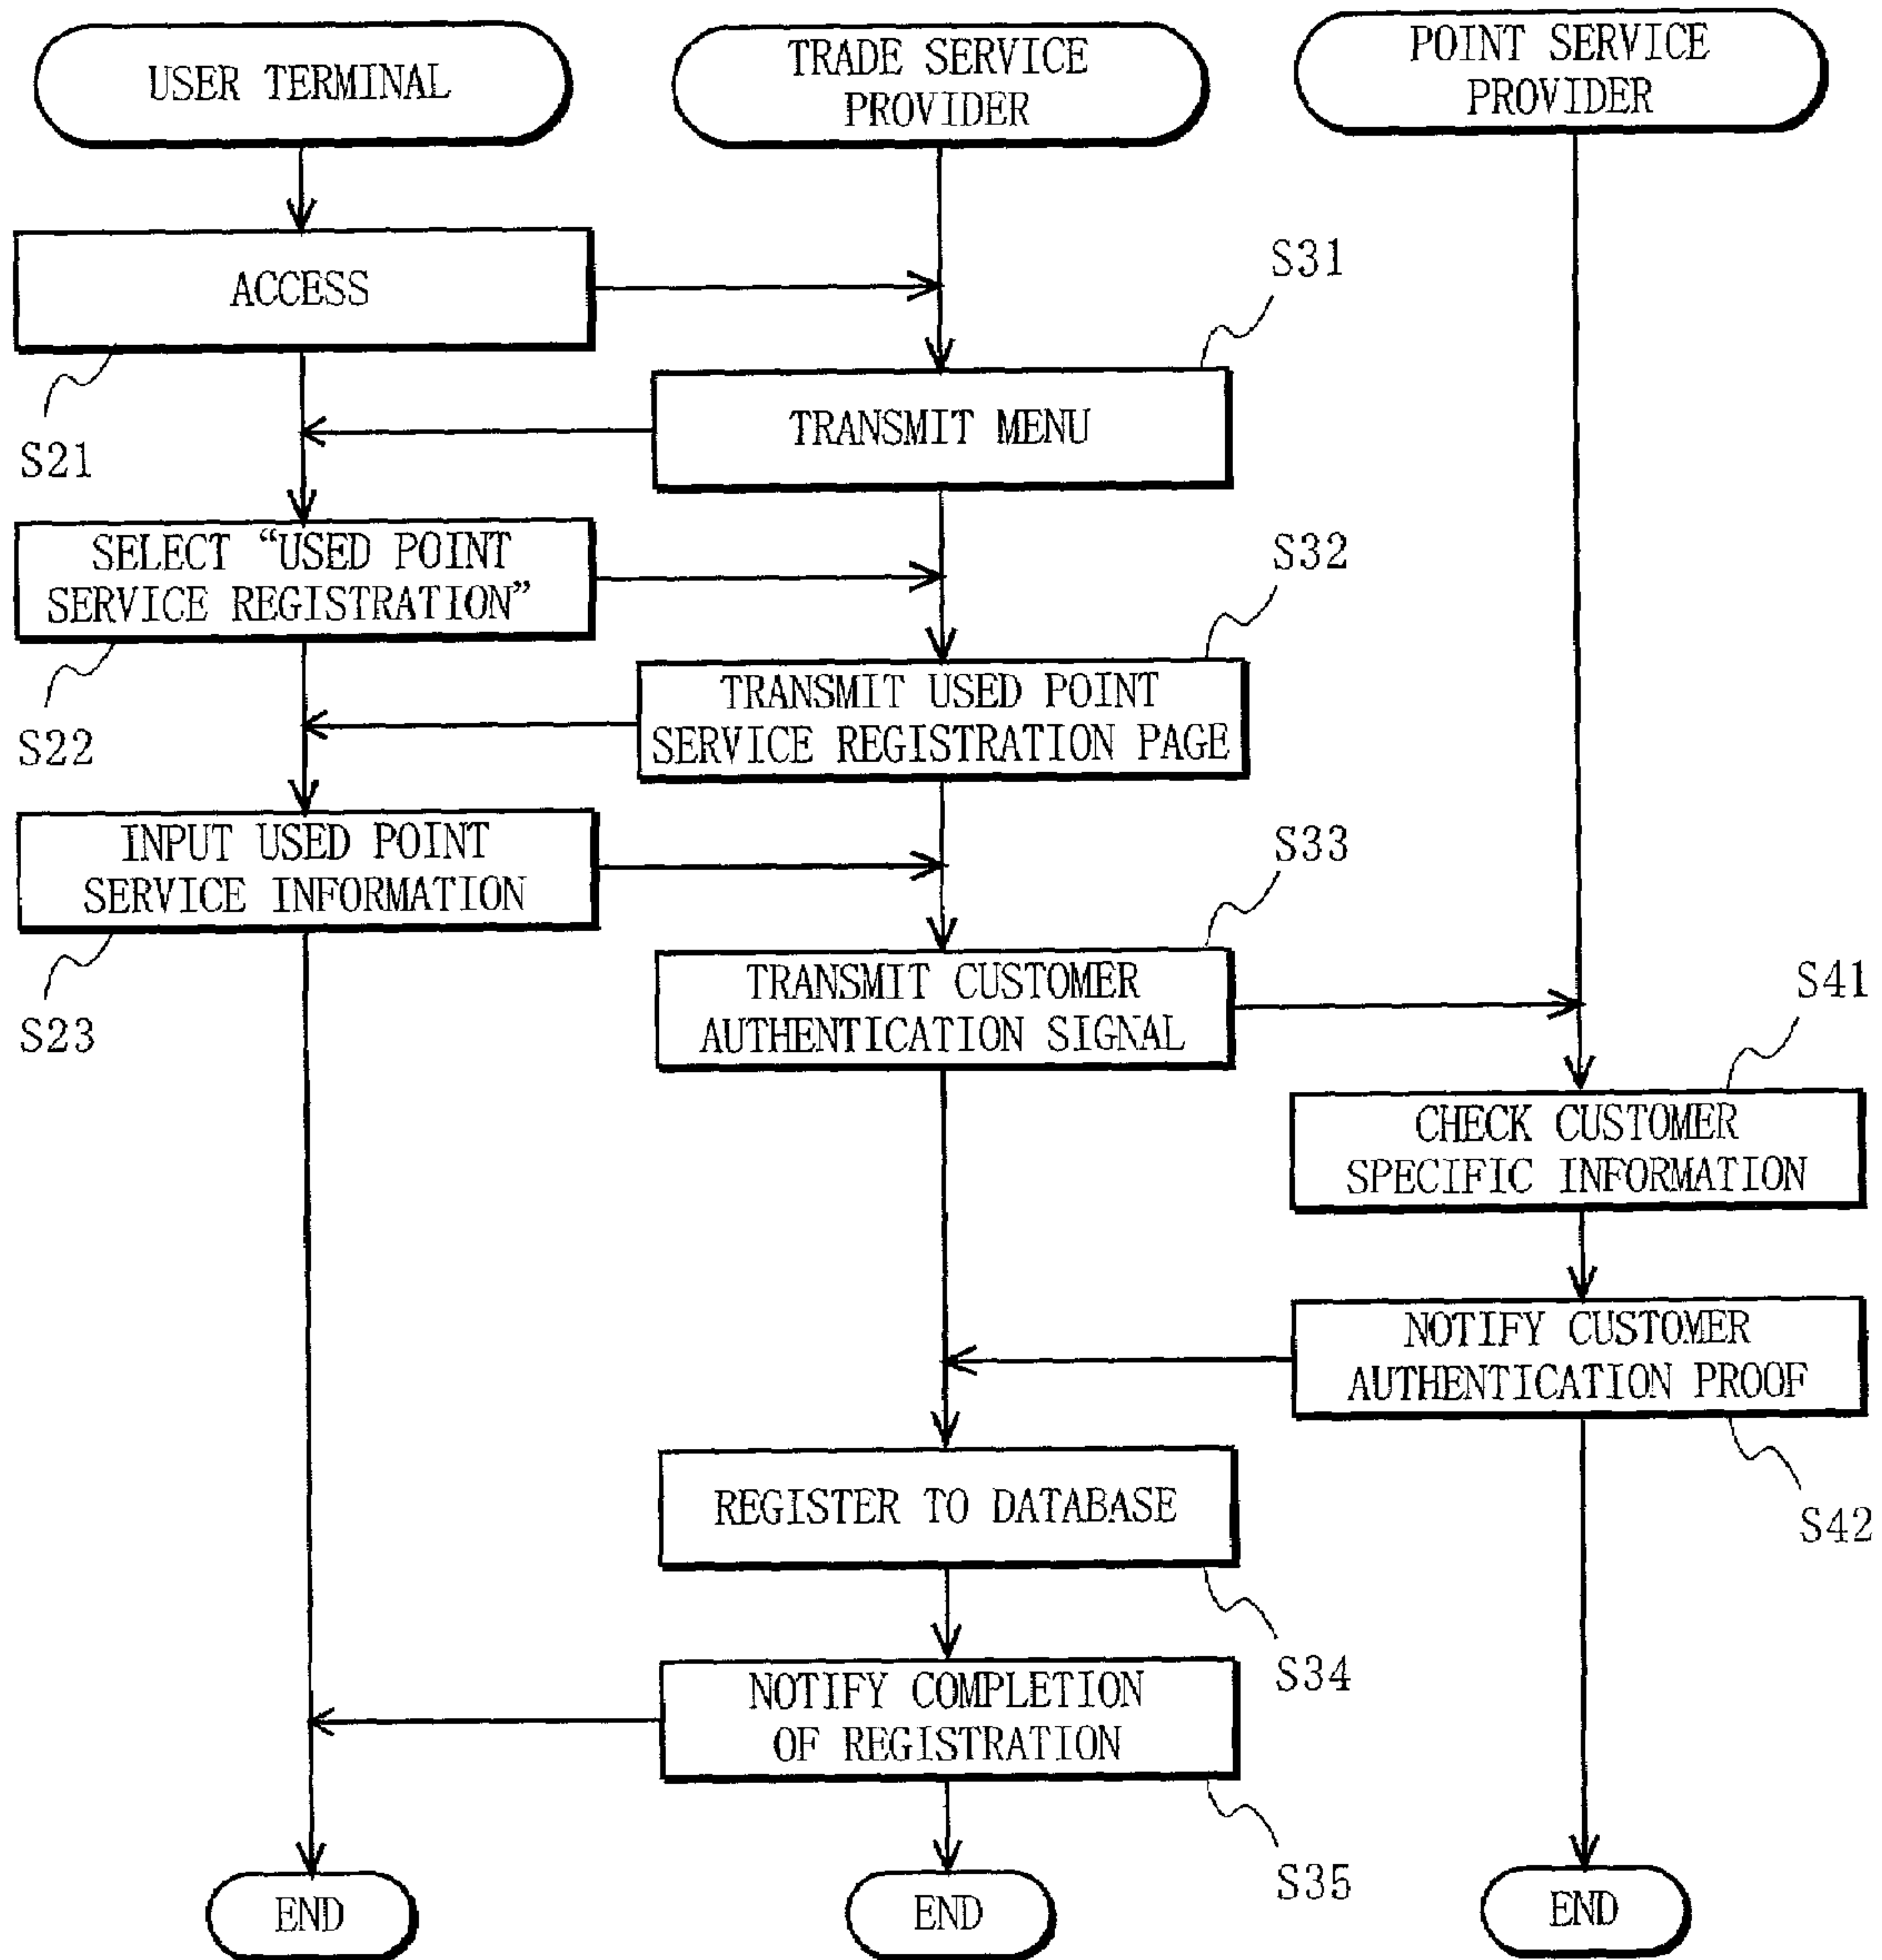 USER TERMINAL
TRADE SERVICE
PROVIDER
POINT SERVICE
PROVIDER
ACCESS
S21
S31
TRANSMIT MENU
SELECT “USED POINT
SERVICE REGISTRATION”
S22
S32
TRANSMIT USED POINT
SERVICE REGISTRATION PAGE
INPUT USED POINT
SERVICE INFORMATION
S23
S33
TRANSMIT CUSTOMER
AUTHENTICATION SIGNAL
S41
CHECK CUSTOMER
SPECIFIC INFORMATION
NOTIFY CUSTOMER
AUTHENTICATION PROOF
S42
REGISTER TO DATABASE
S34
NOTIFY COMPLETION
OF REGISTRATION
S35
END
END
END